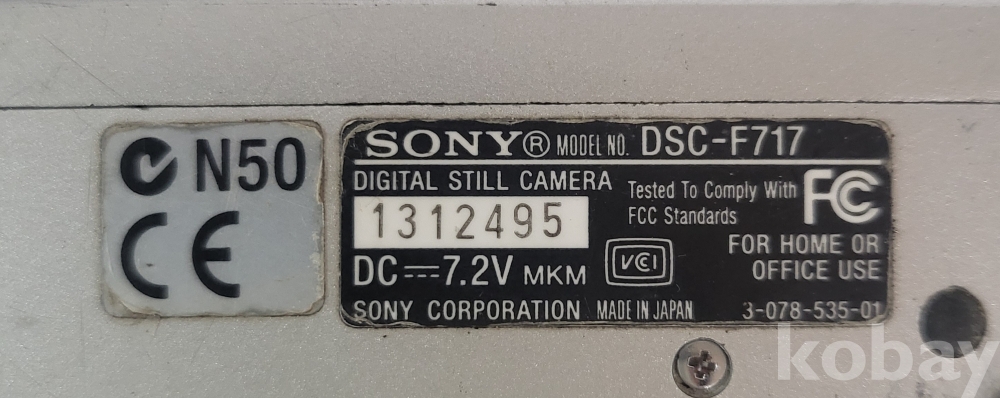 N50
CE
SONY® MODEL NO. DSC-F717
DIGITAL STILL CAMERA
1312495
DC⎓7.2V MKM
SONY CORPORATION MADE IN JAPAN
Tested To Comply With
FCC Standards
FC
VCCI
FOR HOME OR
OFFICE USE
3-078-535-01
kobay